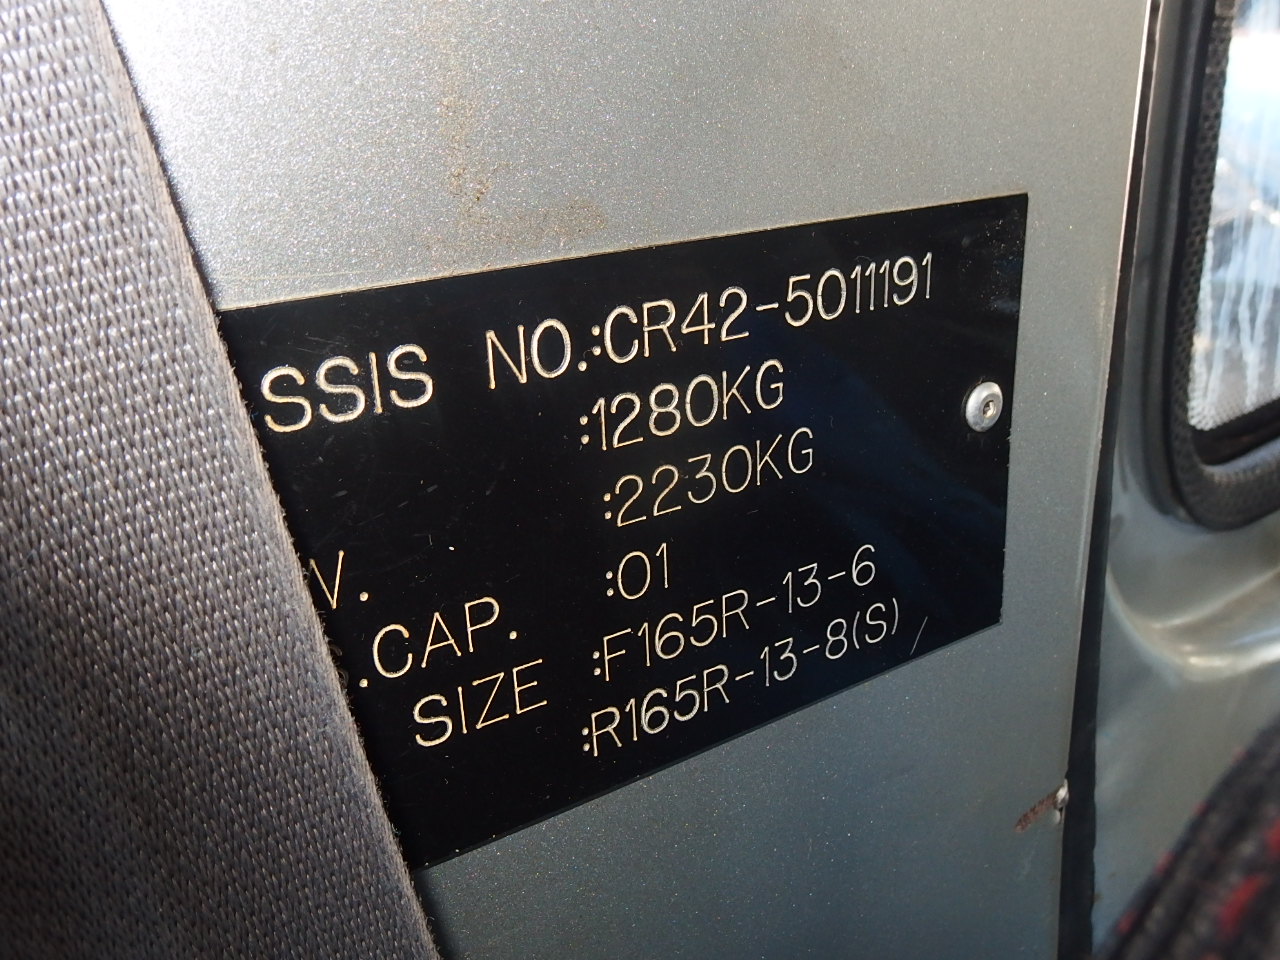 SSIS NO.:CR42-5011191
:1280KG
:2230KG
V. :01
.CAP. :F165R-13-6
SIZE :R165R-13-8(S)